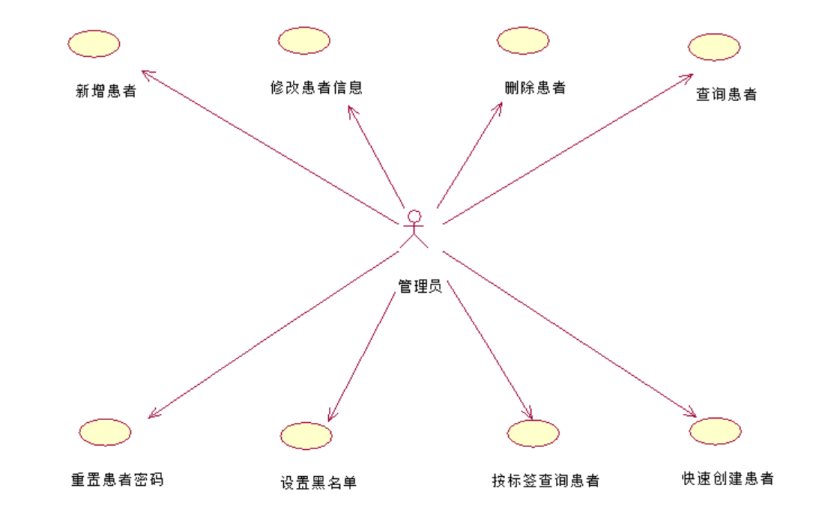 新增患者
修改患者信息
删除患者
查询患者
管理员
重置患者密码
设置黑名单
按标签查询患者
快速创建患者